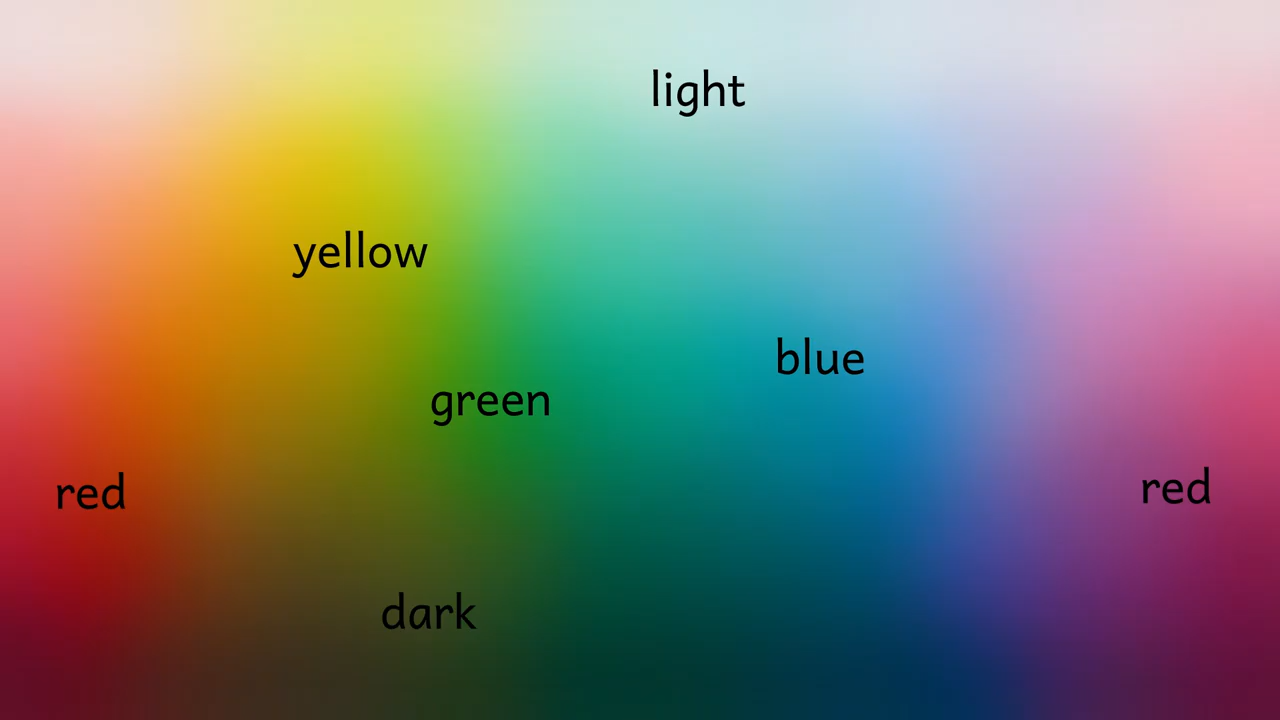 light
yellow
blue
green
red
red
dark